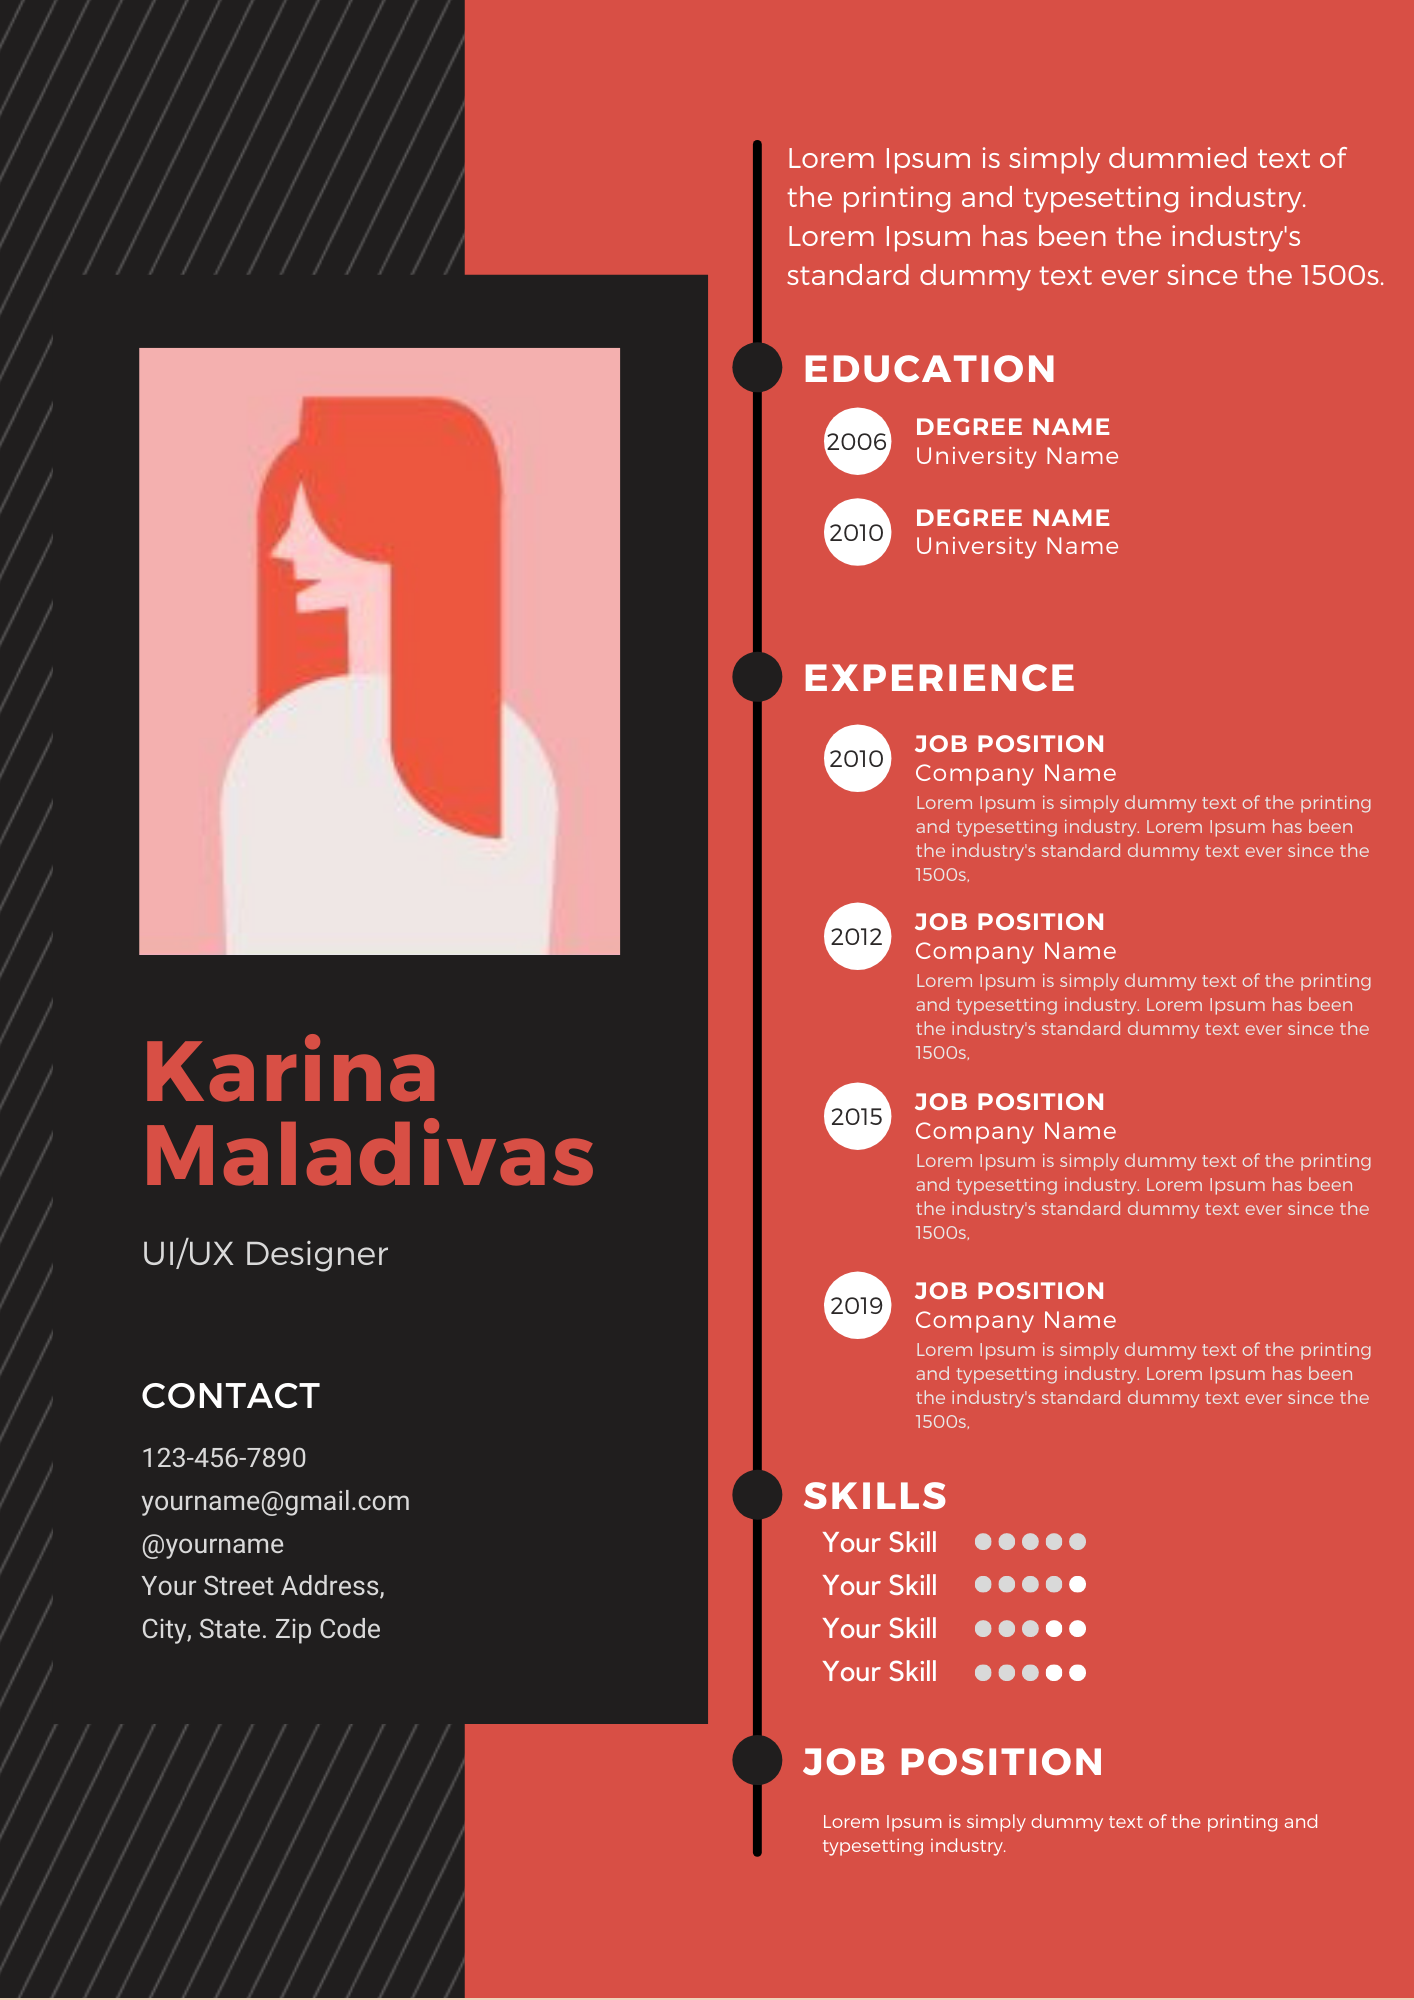 Karina
Maladivas
UI/UX Designer
CONTACT
123-456-7890
yourname@gmail.com
@yourname
Your Street Address,
City, State. Zip Code
Lorem Ipsum is simply dummied text of
the printing and typesetting industry.
Lorem Ipsum has been the industry's
standard dummy text ever since the 1500s.
EDUCATION
2006
DEGREE NAME
University Name
2010
DEGREE NAME
University Name
EXPERIENCE
2010
JOB POSITION
Company Name
Lorem Ipsum is simply dummy text of the printing
and typesetting industry. Lorem Ipsum has been
the industry's standard dummy text ever since the
1500s,
2012
JOB POSITION
Company Name
Lorem Ipsum is simply dummy text of the printing
and typesetting industry. Lorem Ipsum has been
the industry's standard dummy text ever since the
1500s,
2015
JOB POSITION
Company Name
Lorem Ipsum is simply dummy text of the printing
and typesetting industry. Lorem Ipsum has been
the industry's standard dummy text ever since the
1500s,
2019
JOB POSITION
Company Name
Lorem Ipsum is simply dummy text of the printing
and typesetting industry. Lorem Ipsum has been
the industry's standard dummy text ever since the
1500s,
SKILLS
Your Skill
Your Skill
Your Skill
Your Skill
JOB POSITION
Lorem Ipsum is simply dummy text of the printing and
typesetting industry.